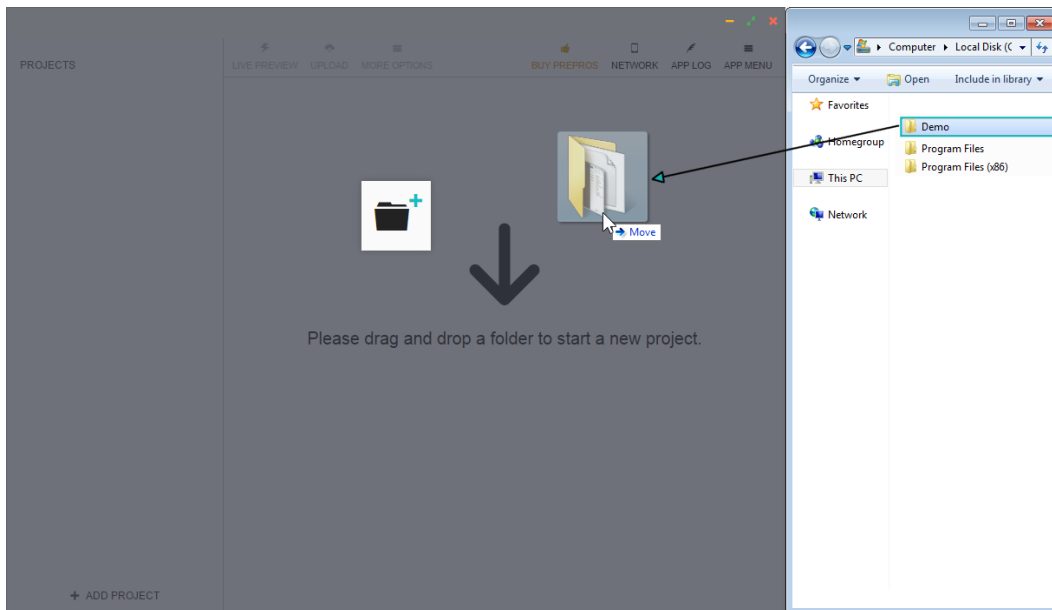 PROJECTS
LIVE PREVIEW UPLOAD MORE OPTIONS BUY PREPROS NETWORK APP LOG APP MENU
Move
Please drag and drop a folder to start a new project.
+ ADD PROJECT
Computer Local Disk (C
Organize Open Include in library
Favorites
Homegroup
This PC
Network
Demo
Program Files
Program Files (x86)